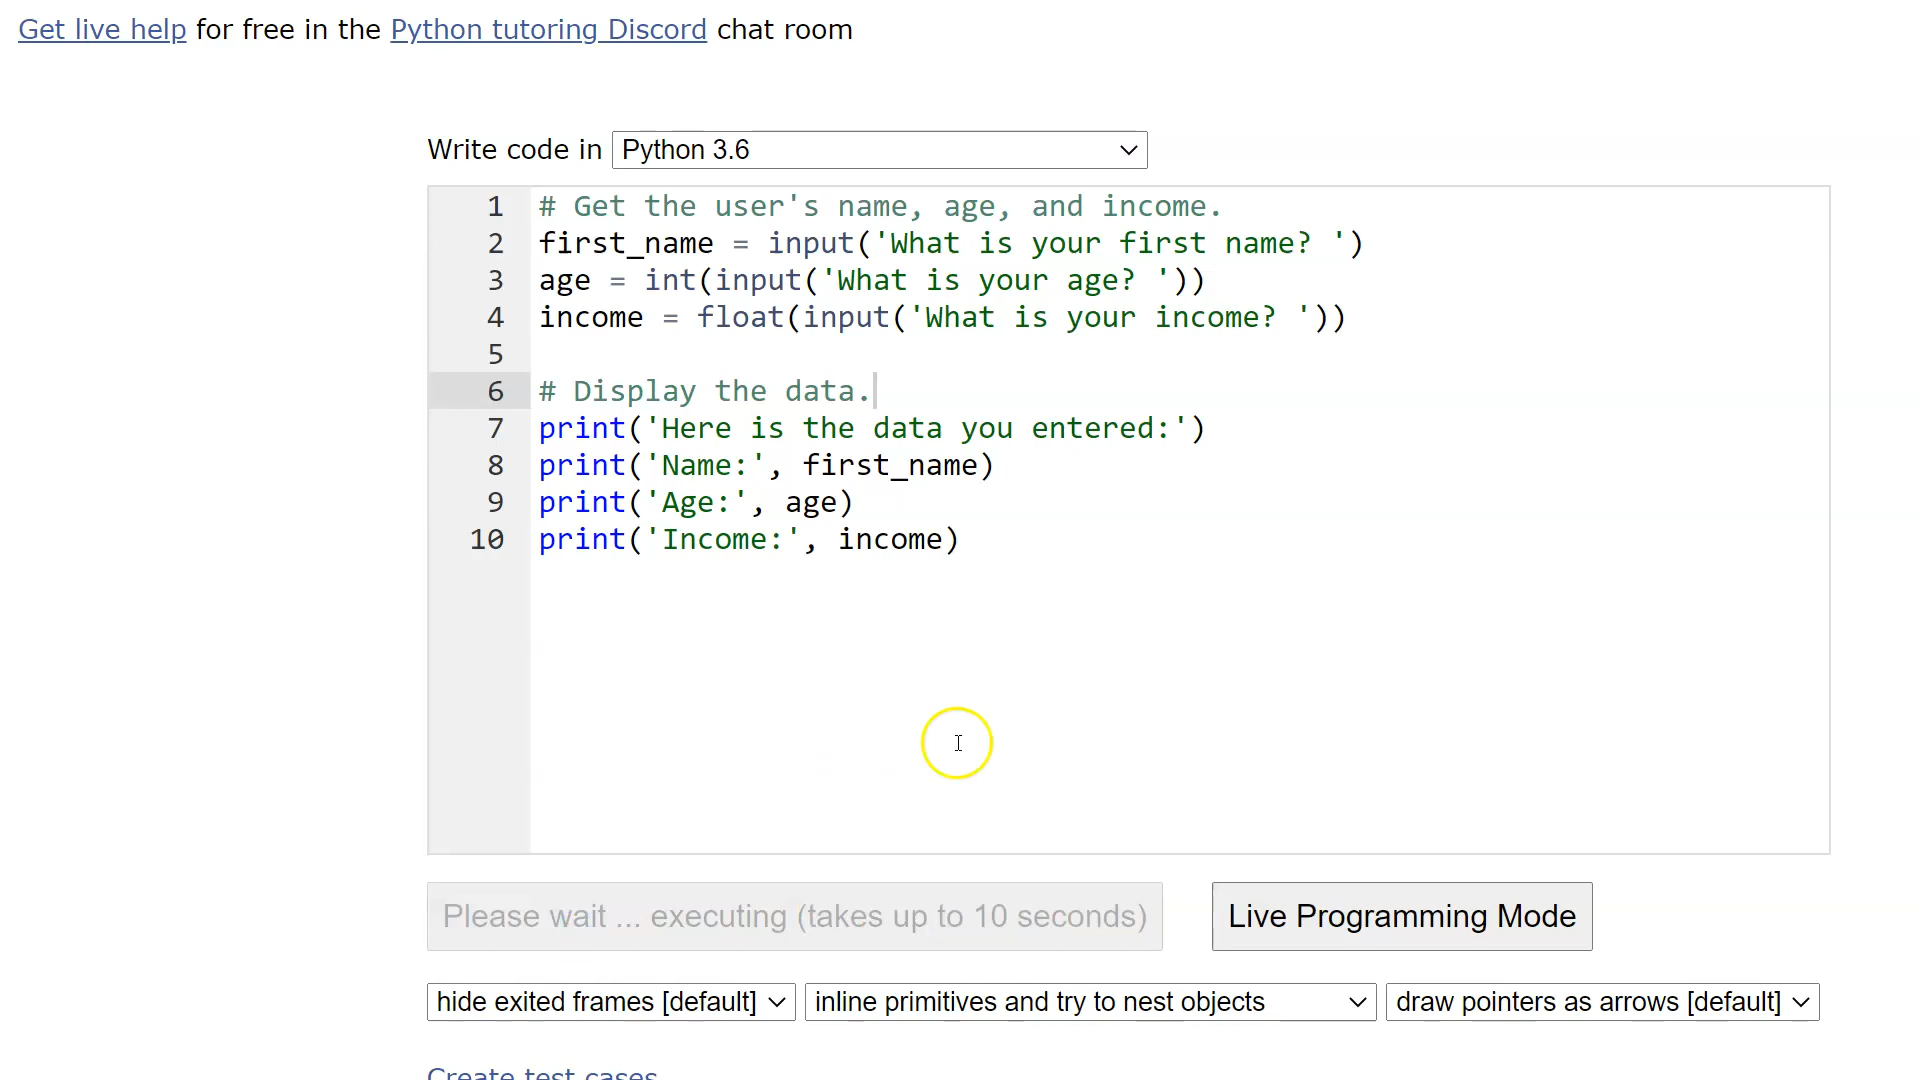 Get live help for free in the Python tutoring Discord chat room
Write code in Python 3.6
1 # Get the user's name, age, and income.
2 first_name = input('What is your first name? ')
3 age = int(input('What is your age? '))
4 income = float(input('What is your income? '))
5
6 # Display the data.
7 print('Here is the data you entered:')
8 print('Name:', first_name)
9 print('Age:', age)
10 print('Income:', income)
Please wait ... executing (takes up to 10 seconds) Live Programming Mode
hide exited frames [default] inline primitives and try to nest objects draw pointers as arrows [default]
Create test cases